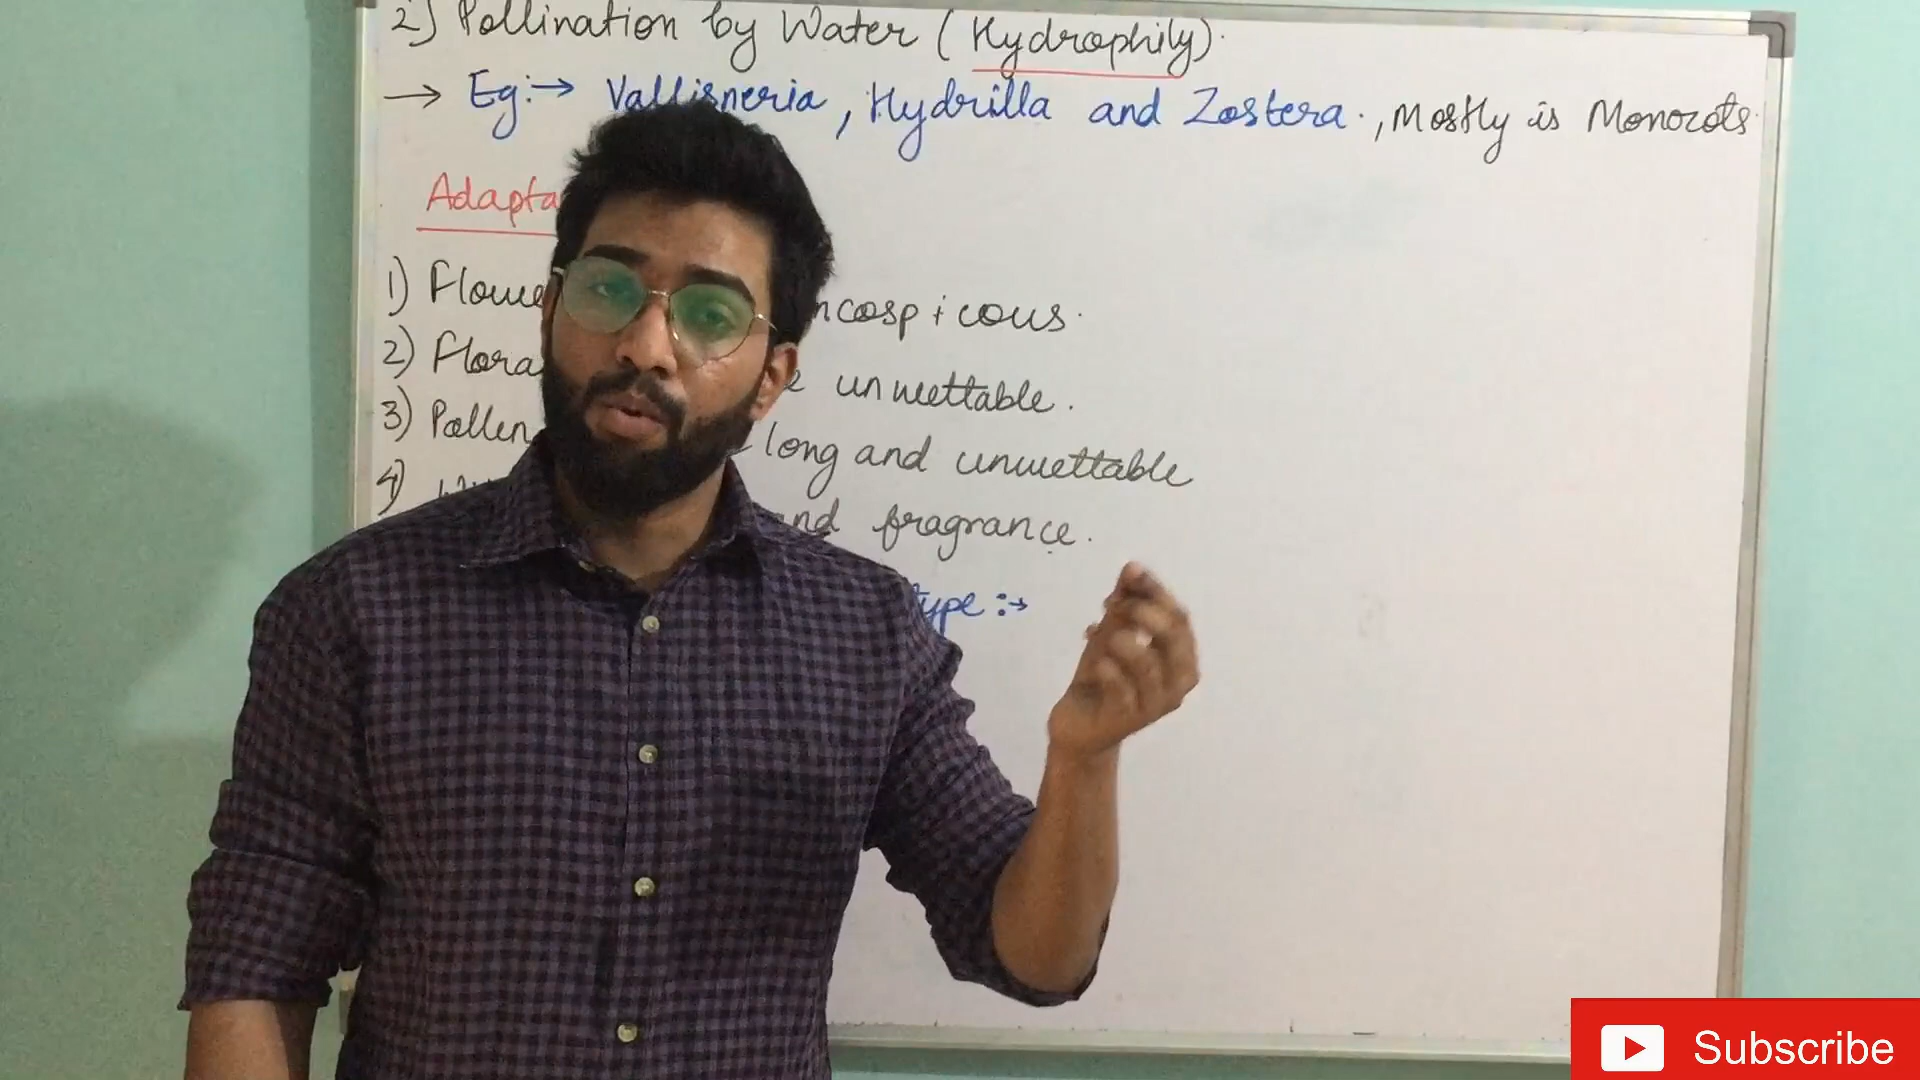 2) Pollination by Water (Hydrophily).
→ Eg:→ Vallisneria, Hydrilla and Zostera., Mostly is Monocots.
Adapta
1) Flowe ncospicous.
2) Flora unwettable.
3) Pollen long and unwettable
4) and fragrance.
type :→
Subscribe